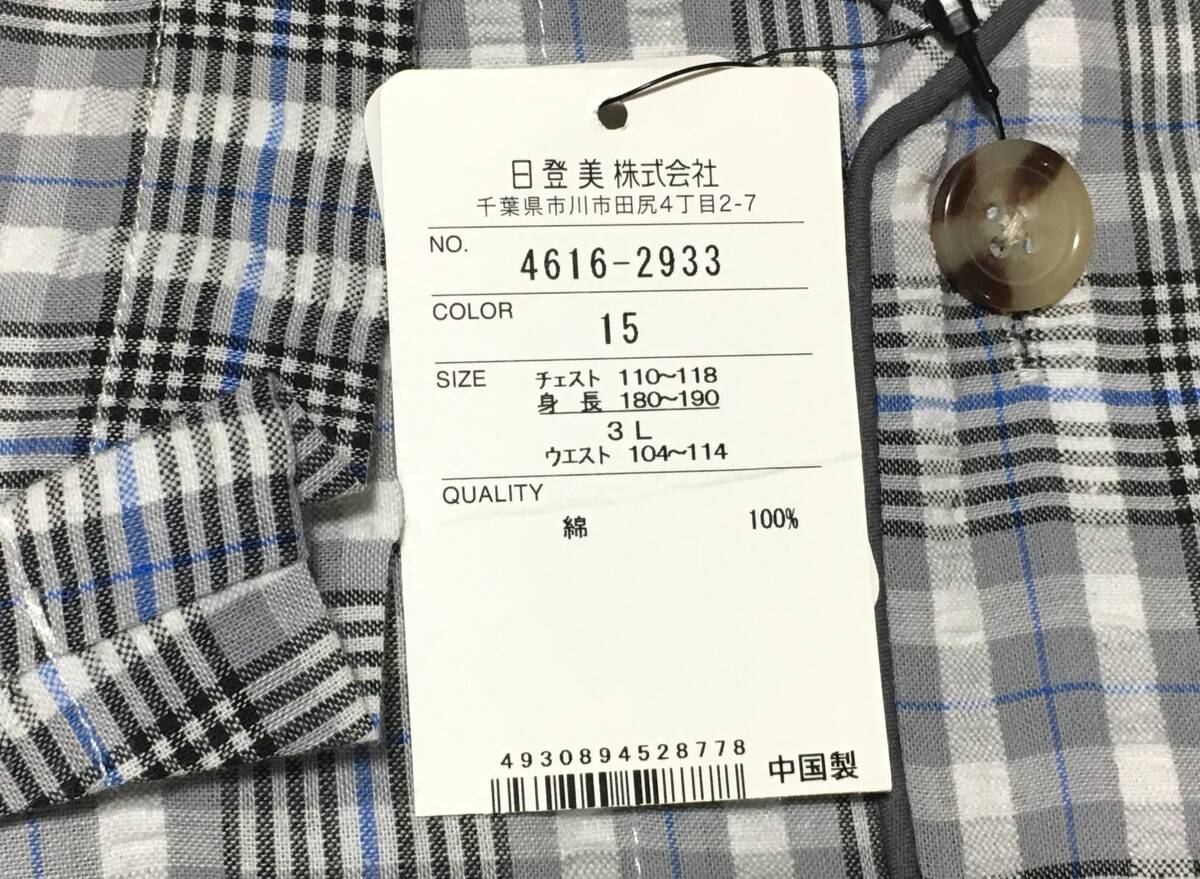 日登美株式会社
千葉県市川市田尻4丁目2-7
NO.
4616-2933
COLOR
15
SIZE チェスト 110~118
身 長 180~190
3L
ウエスト 104~114
QUALITY
綿 100%
4930894528778
中国製